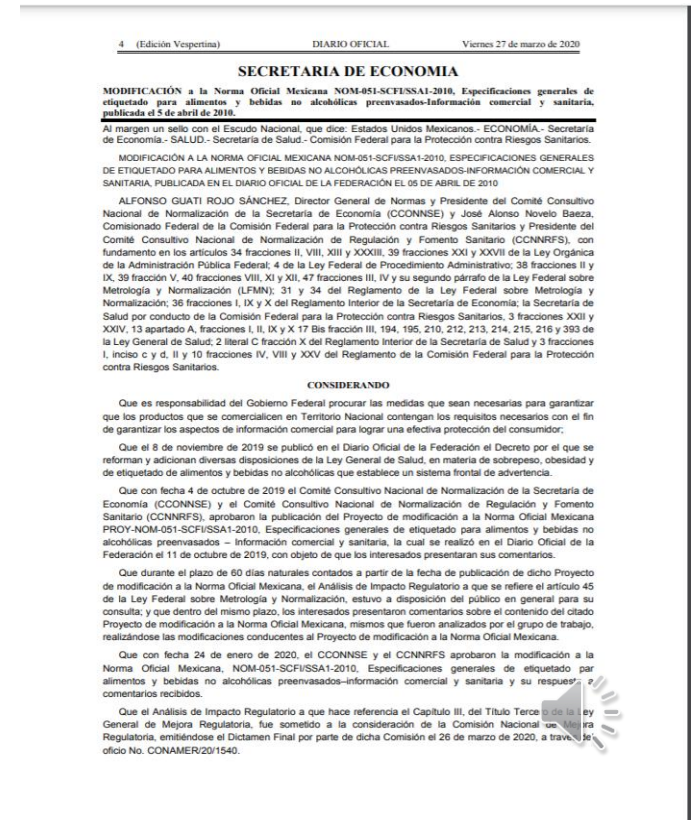 4 (Edición Vespertina) DIARIO OFICIAL Viernes 27 de marzo de 2020
SECRETARIA DE ECONOMIA
MODIFICACIÓN a la Norma Oficial Mexicana NOM-051-SCFI/SSA1-2010, Especificaciones generales de
etiquetado para alimentos y bebidas no alcohólicas preenvasados-Información comercial y sanitaria,
publicada el 5 de abril de 2010.
Al margen un sello con el Escudo Nacional, que dice: Estados Unidos Mexicanos.- ECONOMÍA.- Secretaría
de Economía.- SALUD.- Secretaría de Salud.- Comisión Federal para la Protección contra Riesgos Sanitarios.
MODIFICACIÓN A LA NORMA OFICIAL MEXICANA NOM-051-SCFI/SSA1-2010, ESPECIFICACIONES GENERALES
DE ETIQUETADO PARA ALIMENTOS Y BEBIDAS NO ALCOHÓLICAS PREENVASADOS-INFORMACIÓN COMERCIAL Y
SANITARIA, PUBLICADA EN EL DIARIO OFICIAL DE LA FEDERACIÓN EL 05 DE ABRIL DE 2010
ALFONSO GUATI ROJO SÁNCHEZ, Director General de Normas y Presidente del Comité Consultivo
Nacional de Normalización de la Secretaría de Economía (CCONNSE) y José Alonso Novelo Baeza,
Comisionado Federal de la Comisión Federal para la Protección contra Riesgos Sanitarios y Presidente del
Comité Consultivo Nacional de Normalización de Regulación y Fomento Sanitario (CCNNRFS), con
fundamento en los artículos 34 fracciones II, VIII, XIII y XXXIII, 39 fracciones XXI y XXVII de la Ley Orgánica
de la Administración Pública Federal; 4 de la Ley Federal de Procedimiento Administrativo; 38 fracciones II y
IX, 39 fracción V, 40 fracciones VIII, XI y XII, 47 fracciones III, IV y su segundo párrafo de la Ley Federal sobre
Metrología y Normalización (LFMN); 31 y 34 del Reglamento de la Ley Federal sobre Metrología y
Normalización; 36 fracciones I, IX y X del Reglamento Interior de la Secretaría de Economía; la Secretaría de
Salud por conducto de la Comisión Federal para la Protección contra Riesgos Sanitarios, 3 fracciones XXII y
XXIV, 13 apartado A, fracciones I, II, IX y X 17 Bis fracción III, 194, 195, 210, 212, 213, 214, 215, 216 y 393 de
la Ley General de Salud; 2 literal C fracción X del Reglamento Interior de la Secretaría de Salud y 3 fracciones
I, inciso c y d, II y 10 fracciones IV, VIII y XXV del Reglamento de la Comisión Federal para la Protección
contra Riesgos Sanitarios.
CONSIDERANDO
Que es responsabilidad del Gobierno Federal procurar las medidas que sean necesarias para garantizar
que los productos que se comercialicen en Territorio Nacional contengan los requisitos necesarios con el fin
de garantizar los aspectos de información comercial para lograr una efectiva protección del consumidor;
Que el 8 de noviembre de 2019 se publicó en el Diario Oficial de la Federación el Decreto por el que se
reforman y adicionan diversas disposiciones de la Ley General de Salud, en materia de sobrepeso, obesidad y
de etiquetado de alimentos y bebidas no alcohólicas que establece un sistema frontal de advertencia.
Que con fecha 4 de octubre de 2019 el Comité Consultivo Nacional de Normalización de la Secretaría de
Economía (CCONNSE) y el Comité Consultivo Nacional de Normalización de Regulación y Fomento
Sanitario (CCNNRFS), aprobaron la publicación del Proyecto de modificación a la Norma Oficial Mexicana
PROY-NOM-051-SCFI/SSA1-2010, Especificaciones generales de etiquetado para alimentos y bebidas no
alcohólicas preenvasados – Información comercial y sanitaria, la cual se realizó en el Diario Oficial de la
Federación el 11 de octubre de 2019, con objeto de que los interesados presentaran sus comentarios.
Que durante el plazo de 60 días naturales contados a partir de la fecha de publicación de dicho Proyecto
de modificación a la Norma Oficial Mexicana, el Análisis de Impacto Regulatorio a que se refiere el artículo 45
de la Ley Federal sobre Metrología y Normalización, estuvo a disposición del público en general para su
consulta; y que dentro del mismo plazo, los interesados presentaron comentarios sobre el contenido del citado
Proyecto de modificación a la Norma Oficial Mexicana, mismos que fueron analizados por el grupo de trabajo,
realizándose las modificaciones conducentes al Proyecto de modificación a la Norma Oficial Mexicana.
Que con fecha 24 de enero de 2020, el CCONNSE y el CCNNRFS aprobaron la modificación a la
Norma Oficial Mexicana, NOM-051-SCFI/SSA1-2010, Especificaciones generales de etiquetado par
alimentos y bebidas no alcohólicas preenvasados–información comercial y sanitaria y su respuesta a
comentarios recibidos.
Que el Análisis de Impacto Regulatorio a que hace referencia el Capítulo III, del Título Tercero de la Ley
General de Mejora Regulatoria, fue sometido a la consideración de la Comisión Nacional de Mejora
Regulatoria, emitiéndose el Dictamen Final por parte de dicha Comisión el 26 de marzo de 2020, a través del
oficio No. CONAMER/20/1540.